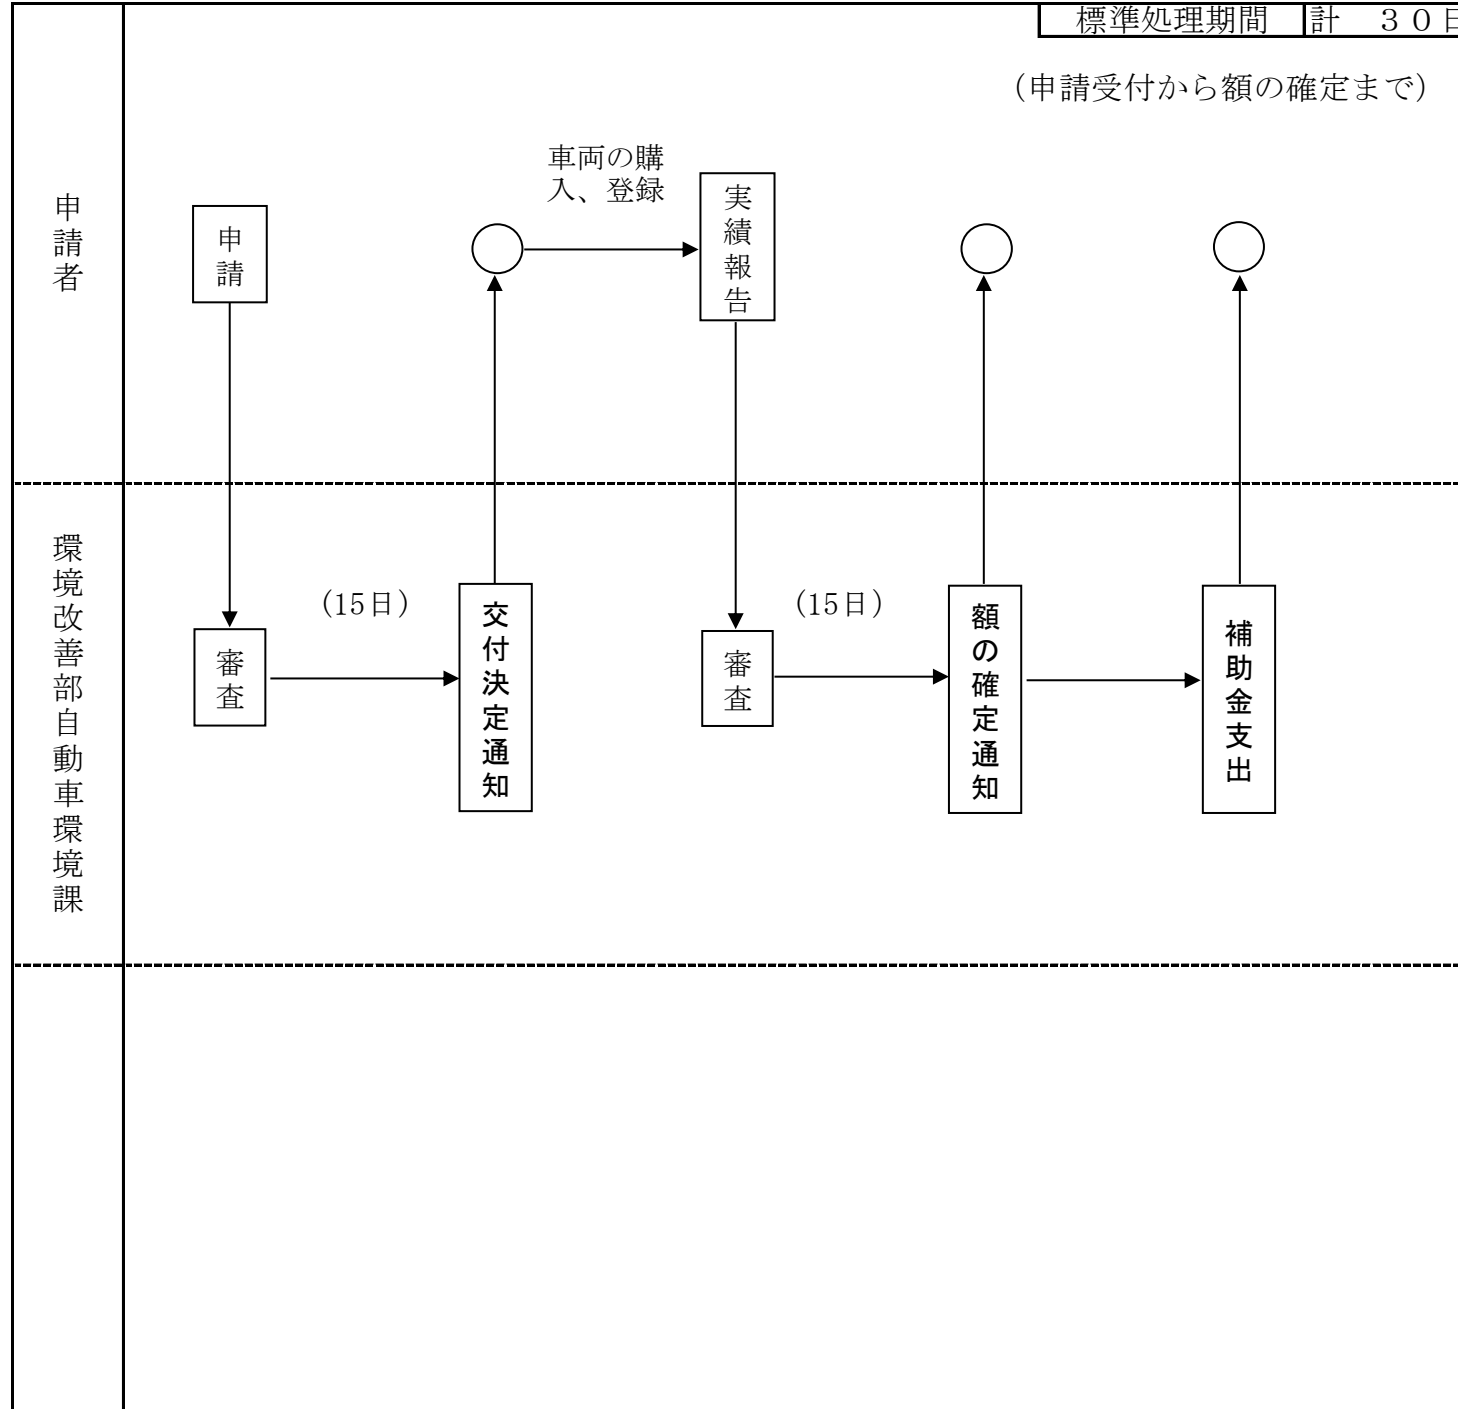 標準処理期間 計 ３０日
（申請受付から額の確定まで）
申請者
申請
車両の購
入、登録
実績報告
環境改善部自動車環境課
審査
（15日）
交付決定通知
審査
（15日）
額の確定通知
補助金支出